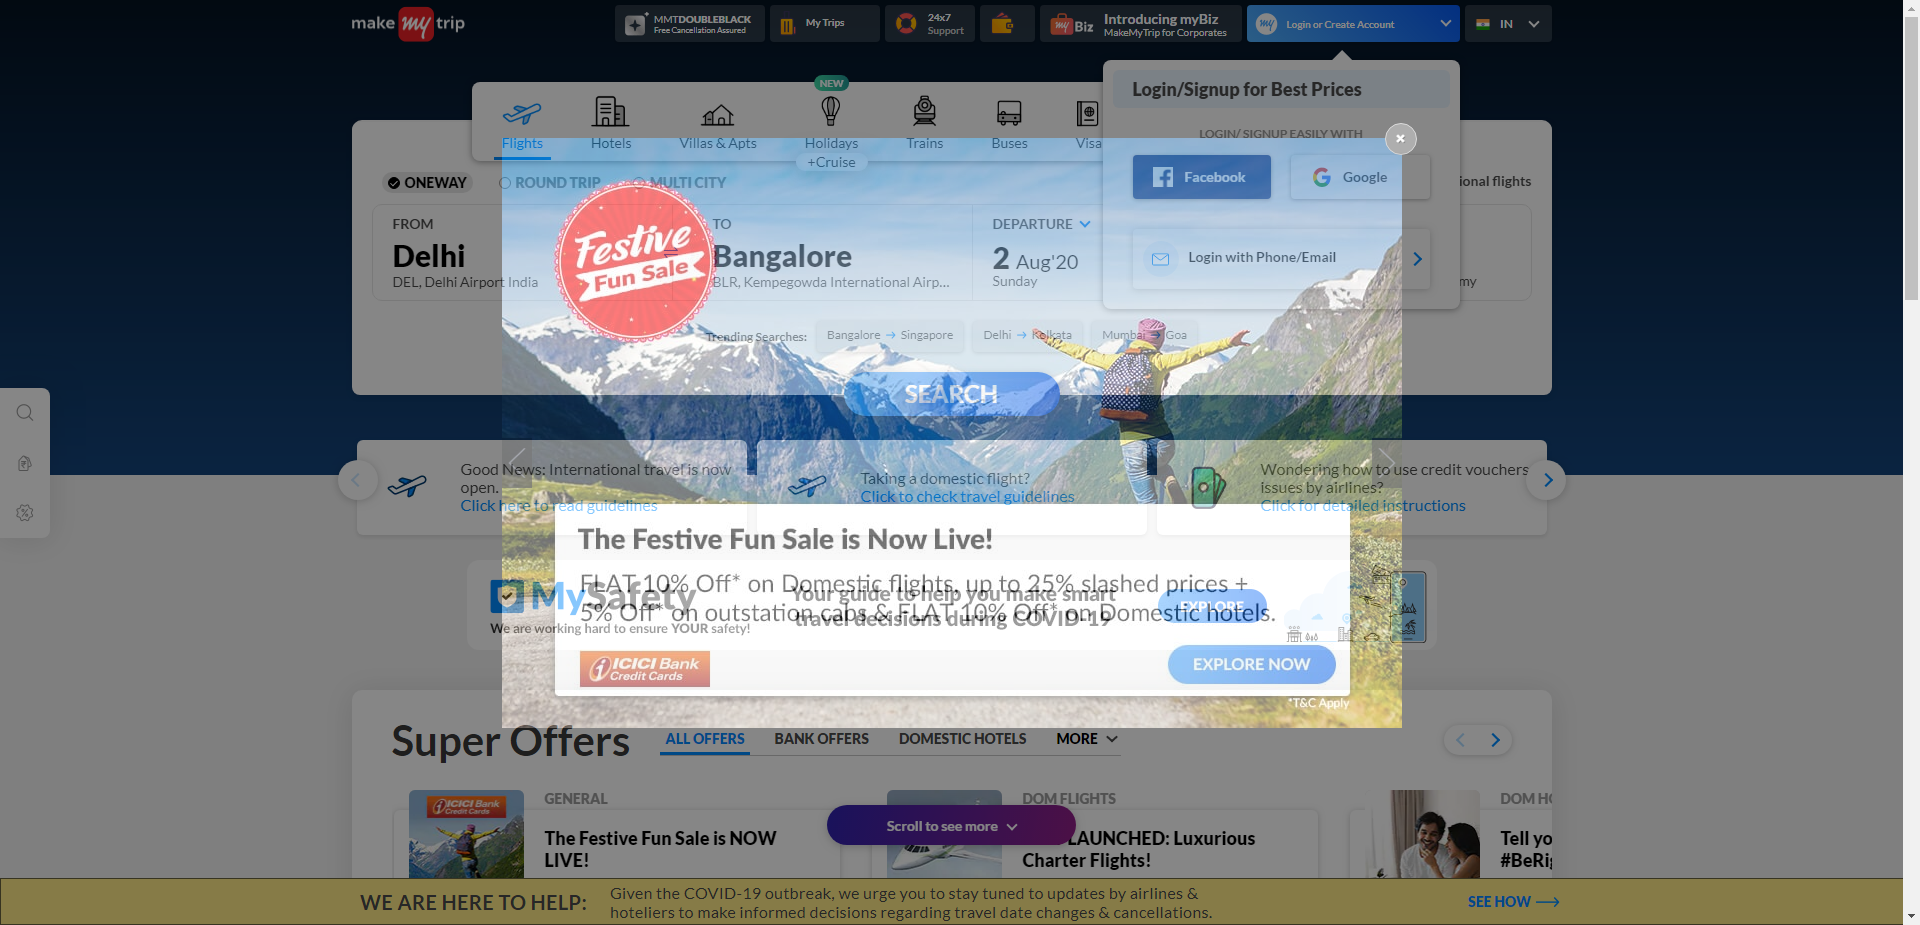 make my trip
MMTDOUBLEBLACK
Free Cancellation Assured
My Trips
24x7
Support
my Biz
Introducing myBiz
MakeMyTrip for Corporates
my
Login or Create Account
IN
Login/Signup for Best Prices
LOGIN/ SIGNUP EASILY WITH
Facebook
Google
Login with Phone/Email
NEW
Flights
Hotels
Villas & Apts
Holidays
+Cruise
Trains
Buses
Visa
ONEWAY
ROUND TRIP
MULTI CITY
ional flights
FROM
Delhi
DEL, Delhi Airport India
TO
Bangalore
BLR, Kempegowda International Airp...
DEPARTURE
2 Aug'20
Sunday
my
Festive
Fun Sale
Trending Searches:
Bangalore → Singapore
Delhi → Kolkata
Mumbai → Goa
SEARCH
Good News: International travel is now
open.
Click here to read guidelines
Taking a domestic flight?
Click to check travel guidelines
Wondering how to use credit vouchers
issues by airlines?
Click for detailed instructions
The Festive Fun Sale is Now Live!
FLAT 10% Off* on Domestic flights, up to 25% slashed prices +
5% Off* on outstation cabs & FLAT 10% Off* on Domestic hotels.
MySafety
We are working hard to ensure YOUR safety!
Your guide to help you make smart
travel decisions during COVID-19
EXPLORE
ICICI Bank
Credit Cards
EXPLORE NOW
*T&C Apply
Super Offers
ALL OFFERS
BANK OFFERS
DOMESTIC HOTELS
MORE
ICICI Bank
Credit Cards
GENERAL
The Festive Fun Sale is NOW
LIVE!
DOM FLIGHTS
LAUNCHED: Luxurious
Charter Flights!
DOM HO
Tell yo
#BeRig
Scroll to see more
WE ARE HERE TO HELP:
Given the COVID-19 outbreak, we urge you to stay tuned to updates by airlines &
hoteliers to make informed decisions regarding travel date changes & cancellations.
SEE HOW